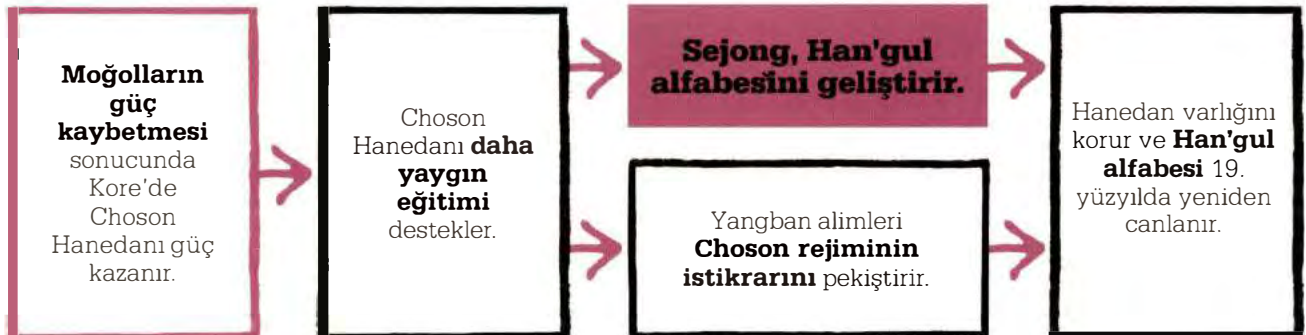 Moğolların
güç
kaybetmesi
sonucunda
Kore'de
Choson
Hanedanı güç
kazanır.
Choson
Hanedanı daha
yaygın
eğitimi
destekler.
Sejong, Han'gul
alfabesini geliştirir.
Yangban alimleri
Choson rejiminin
istikrarını pekiştirir.
Hanedan varlığını
korur ve Han'gul
alfabesi 19.
yüzyılda yeniden
canlanır.